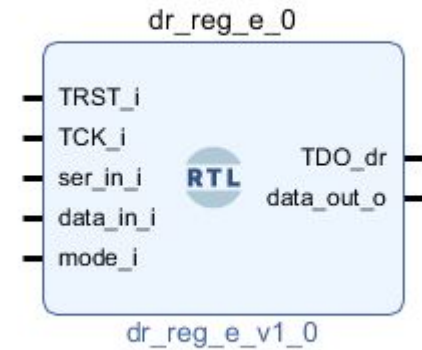 dr_reg_e_0
TRST_i
TCK_i
ser_in_i
data_in_i
mode_i
RTL
TDO_dr
data_out_o
dr_reg_e_v1_0